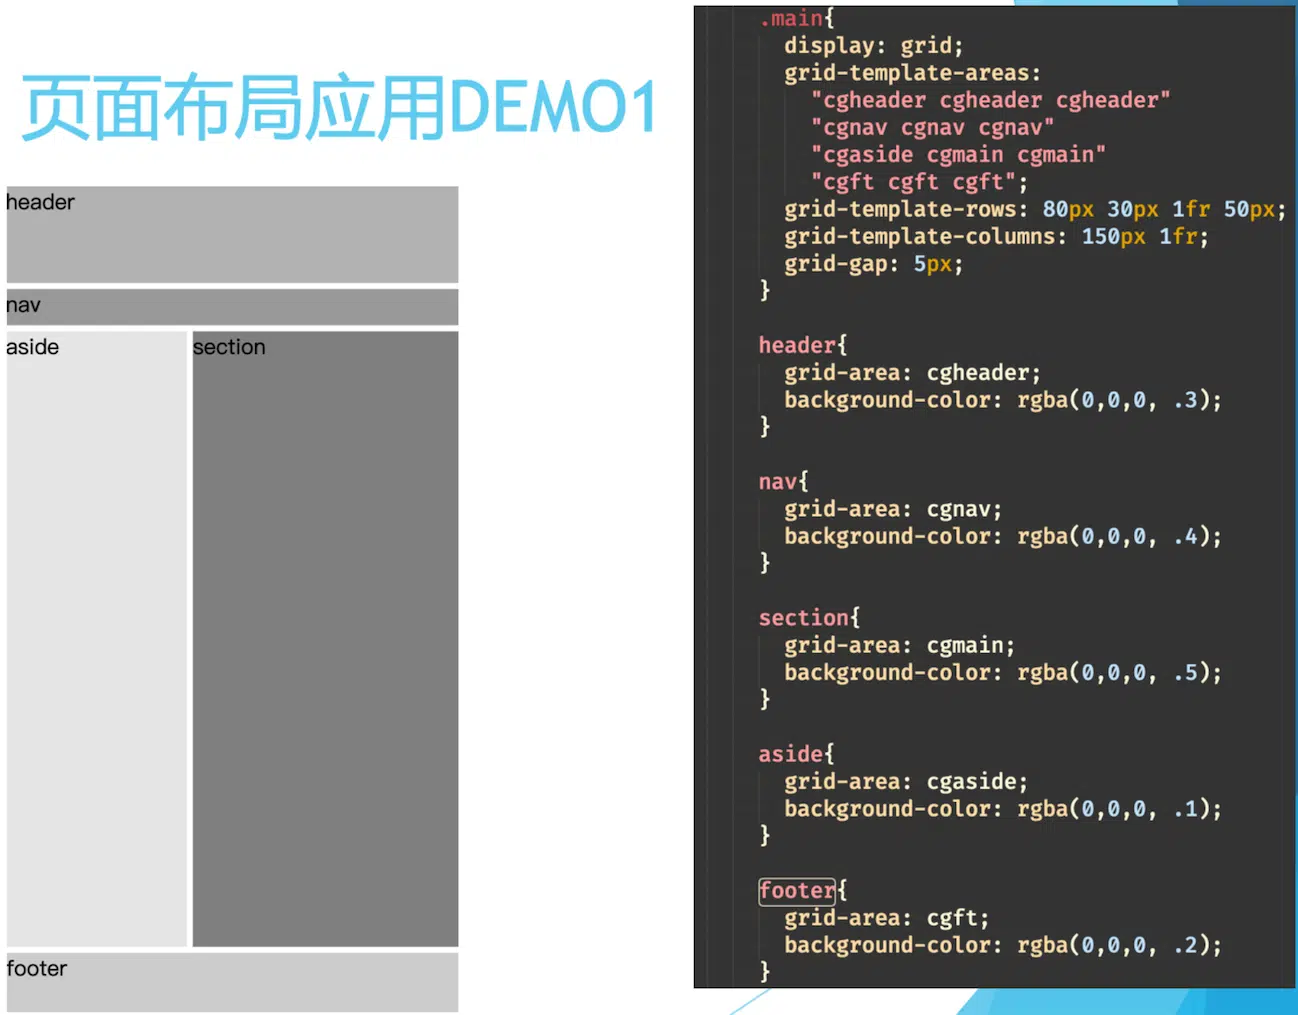 页面布局应用DEMO1
header
nav
aside
section
footer
.main{
display: grid;
grid-template-areas:
"cgheader cgheader cgheader"
"cgnav cgnav cgnav"
"cgaside cgmain cgmain"
"cgft cgft cgft";
grid-template-rows: 80px 30px 1fr 50px;
grid-template-columns: 150px 1fr;
grid-gap: 5px;
}
header{
grid-area: cgheader;
background-color: rgba(0,0,0, .3);
}
nav{
grid-area: cgnav;
background-color: rgba(0,0,0, .4);
}
section{
grid-area: cgmain;
background-color: rgba(0,0,0, .5);
}
aside{
grid-area: cgaside;
background-color: rgba(0,0,0, .1);
}
footer{
grid-area: cgft;
background-color: rgba(0,0,0, .2);
}